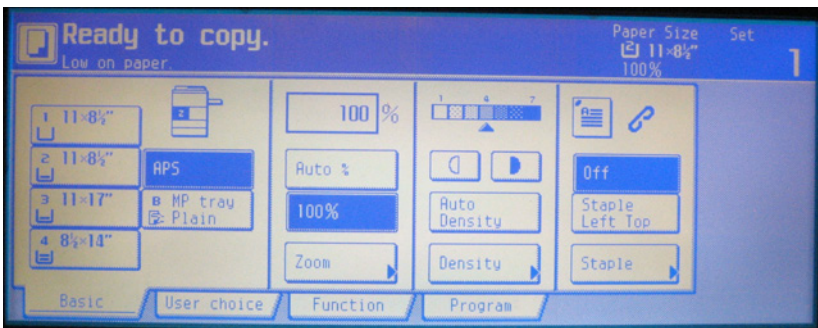 Ready to copy.
Low on paper.
Paper Size
Set
2 11×8½"
100%
1
1 11×8½"
2 11×8½"
3 11×17"
4 8½×14"
2
APS
B MP tray
Plain
100 %
Auto %
100%
Zoom
1 4 7
Auto
Density
Density
A
Off
Staple
Left Top
Staple
Basic
User choice
Function
Program